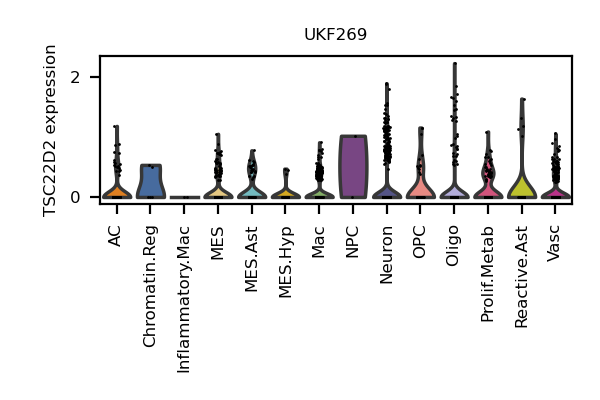 UKF269
TSC22D2 expression
2
0
AC
Chromatin.Reg
Inflammatory.Mac
MES
MES.Ast
MES.Hyp
Mac
NPC
Neuron
OPC
Oligo
Prolif.Metab
Reactive.Ast
Vasc